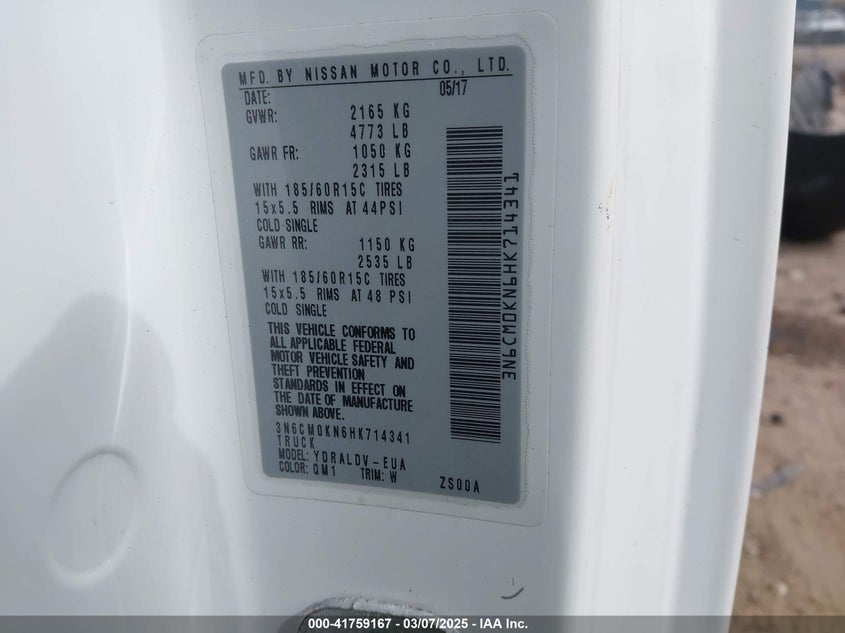 MFD. BY NISSAN MOTOR CO., LTD.
DATE: 05/17
GVWR: 2165 KG
4773 LB
GAWR FR: 1050 KG
2315 LB
WITH 185/60R15C TIRES
15x5.5 RIMS AT 44PSI
COLD SINGLE
GAWR RR: 1150 KG
2535 LB
WITH 185/60R15C TIRES
15x5.5 RIMS AT 48 PSI
COLD SINGLE
THIS VEHICLE CONFORMS TO
ALL APPLICABLE FEDERAL
MOTOR VEHICLE SAFETY AND
THEFT PREVENTION
STANDARDS IN EFFECT ON
THE DATE OF MANUFACTURE
SHOWN ABOVE.
3N6CM0KN6HK714341
TRUCK
MODEL: YDRALDV-EUA
COLOR: QM1 TRIM: W ZS00A
3N6CM0KN6HK714341
000-41759167 — 03/07/2025 — IAA Inc.